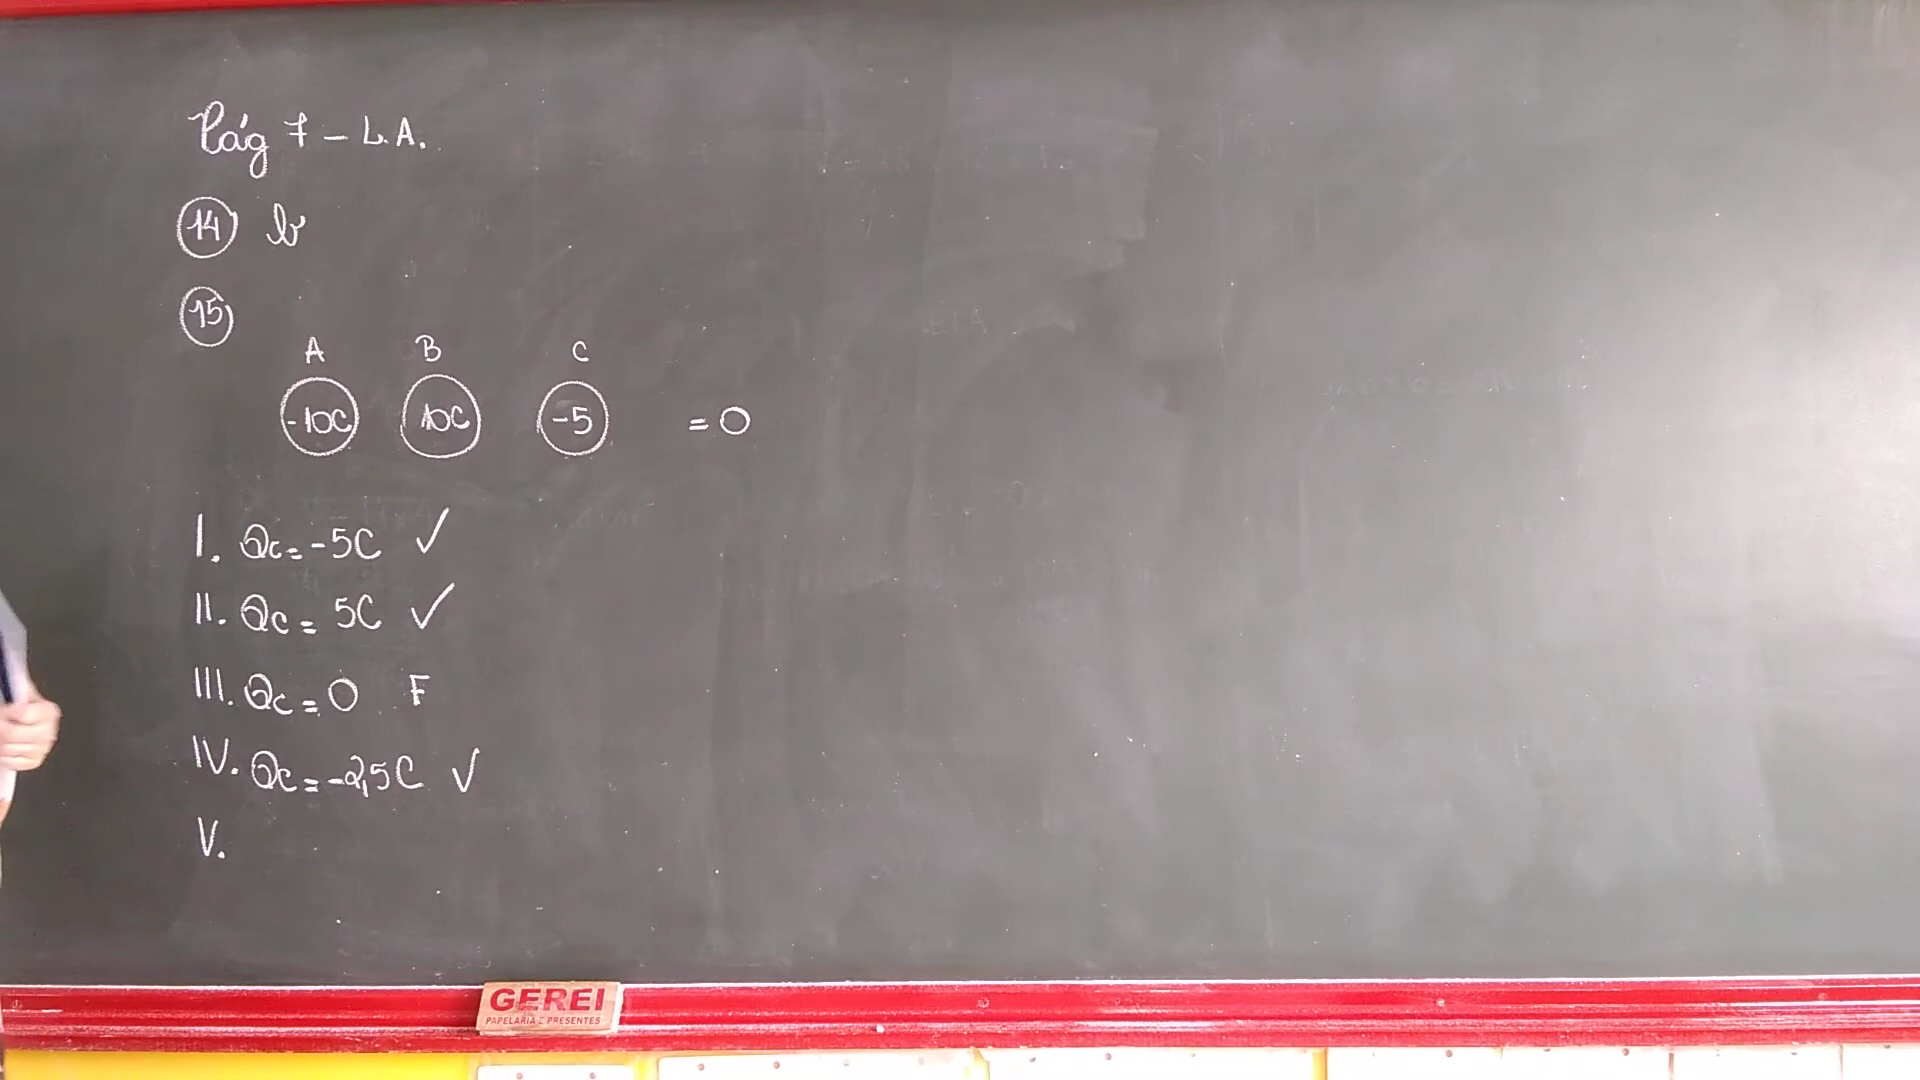 Pág 7 - L.A.
14 b
15
A B C
-10C 10C -5 = 0
I. Qc = -5C ✓
II. Qc = 5C ✓
III. Qc = 0 F
IV. Qc = -2,5C ✓
V.
GEREI
PAPELARIA E PRESENTES